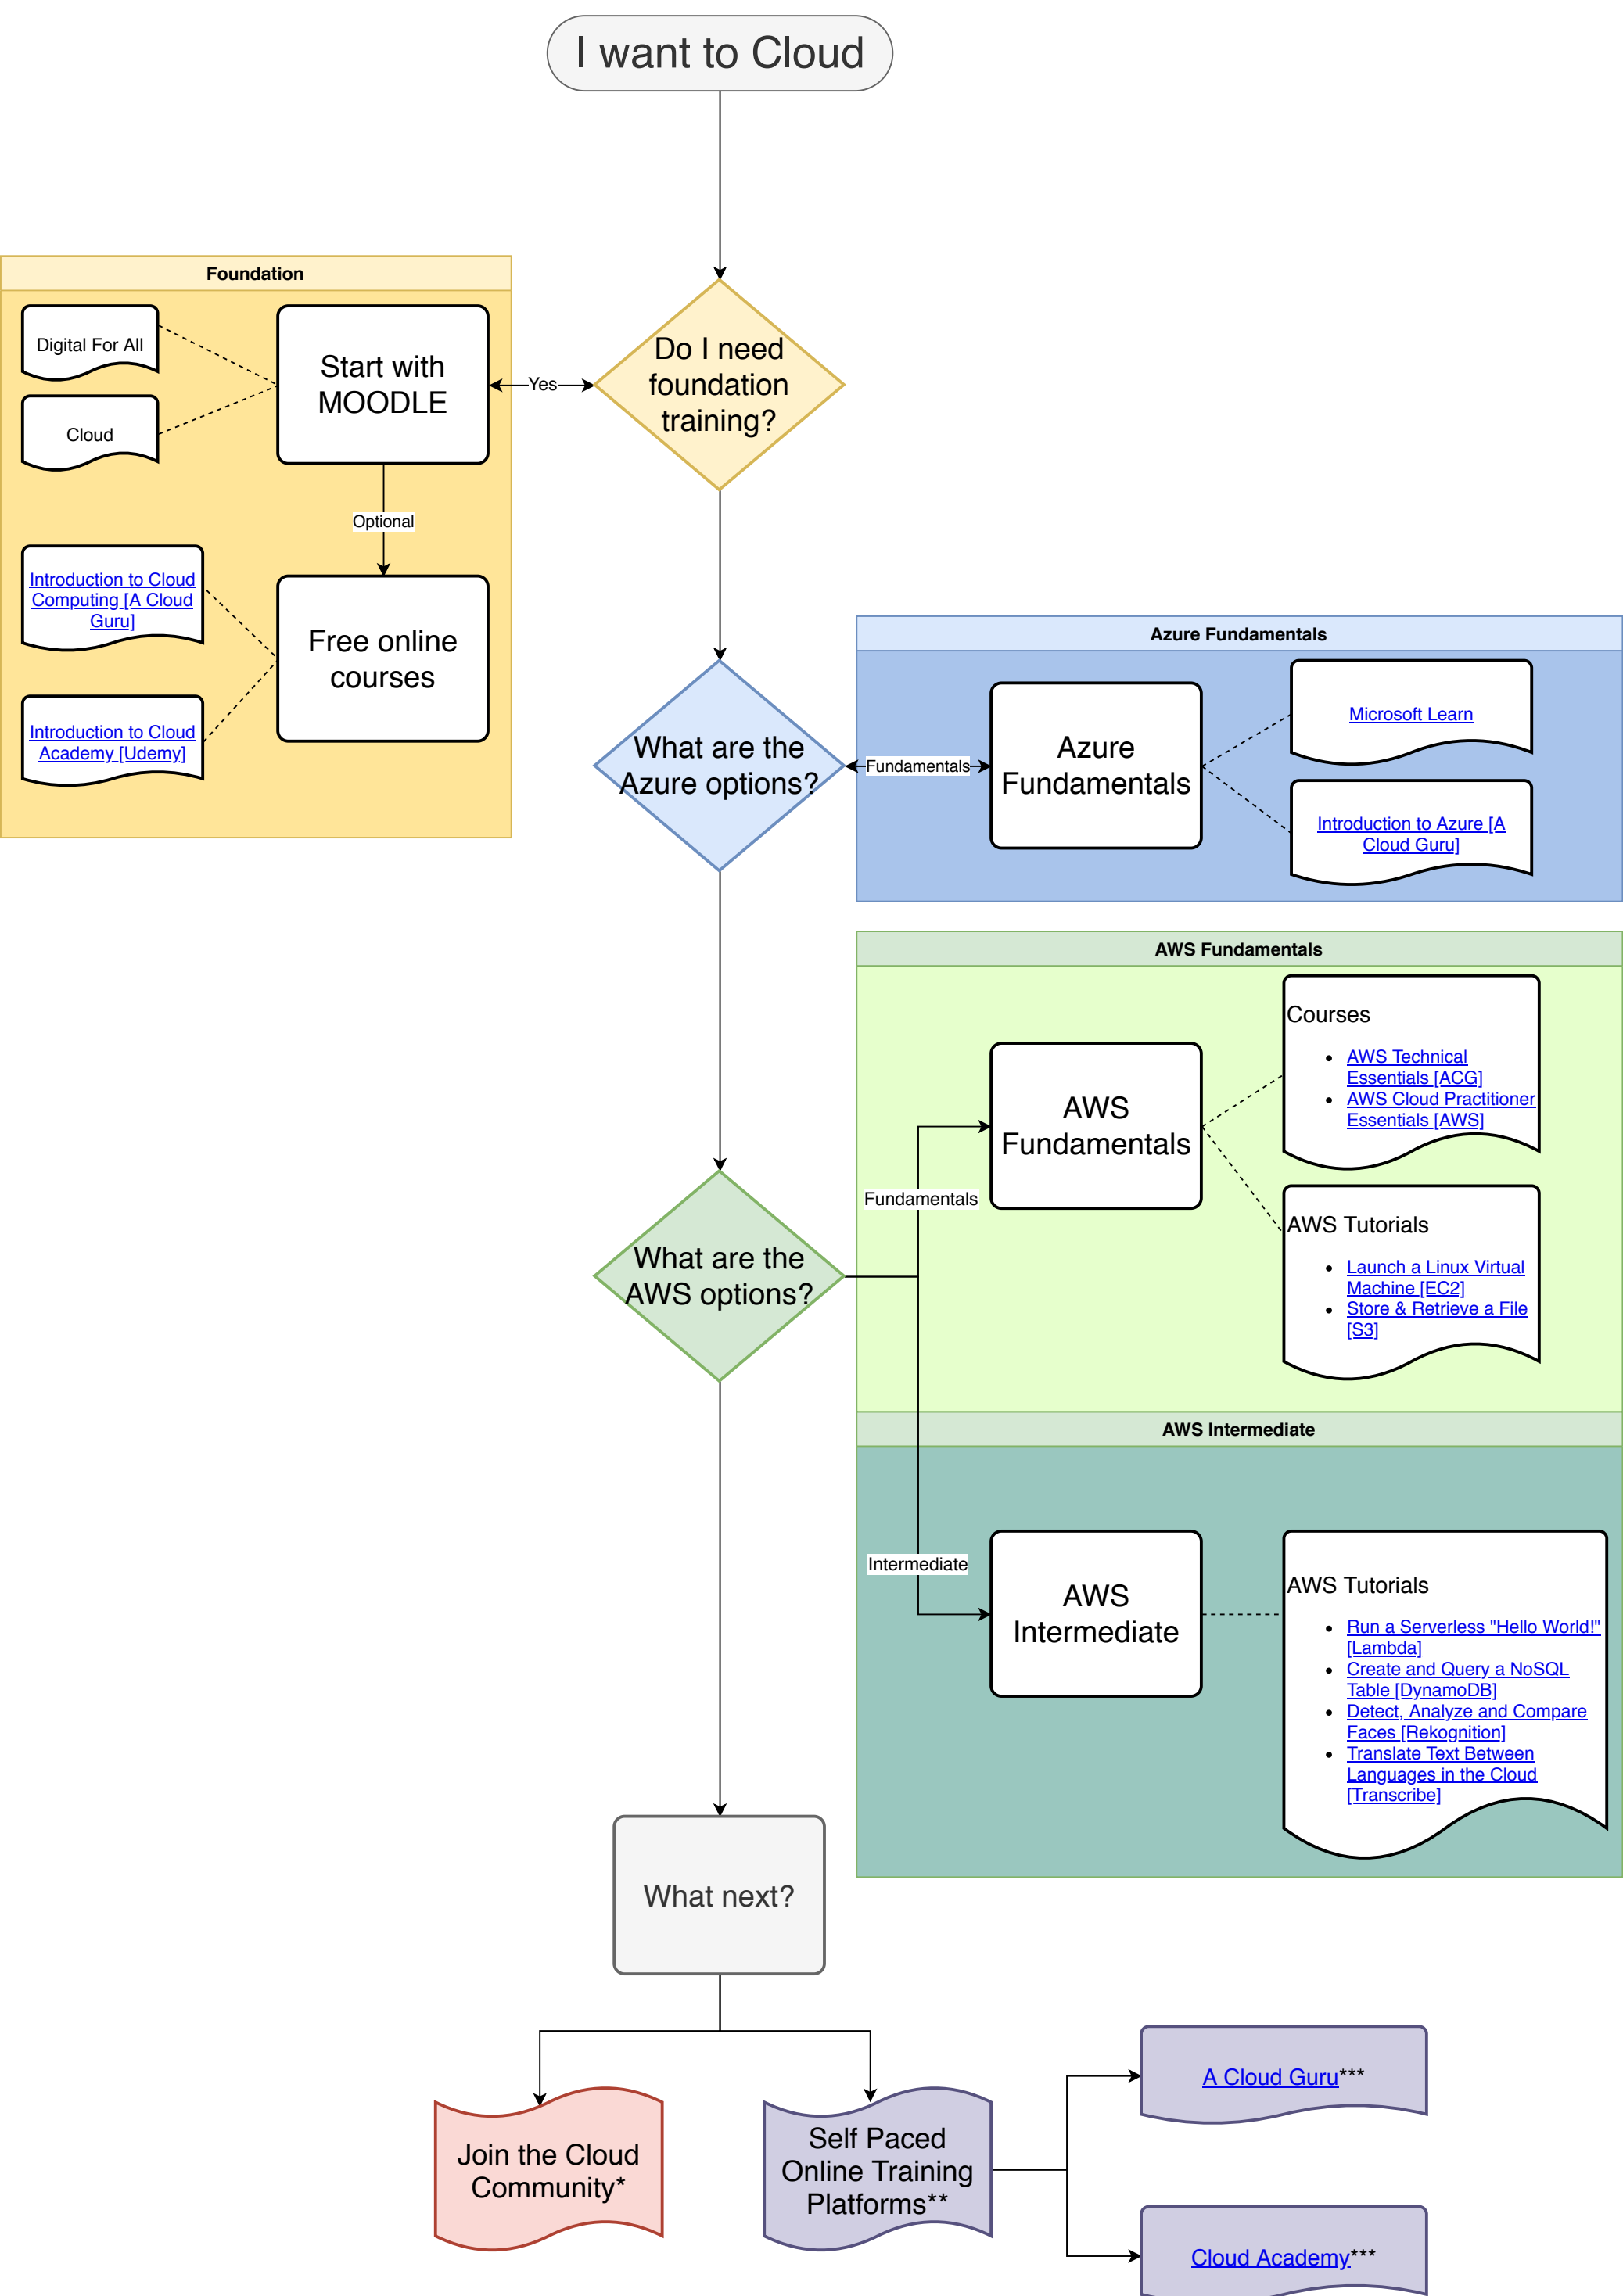 I want to Cloud
Foundation
Digital For All
Cloud
Start with
MOODLE
Yes
Do I need
foundation
training?
Optional
Introduction to Cloud
Computing [A Cloud
Guru]
Introduction to Cloud
Academy [Udemy]
Free online
courses
What are the
Azure options?
Fundamentals
Azure Fundamentals
Azure
Fundamentals
Microsoft Learn
Introduction to Azure [A
Cloud Guru]
AWS Fundamentals
AWS
Fundamentals
Courses
• AWS Technical
Essentials [ACG]
• AWS Cloud Practitioner
Essentials [AWS]
Fundamentals
AWS Tutorials
• Launch a Linux Virtual
Machine [EC2]
• Store & Retrieve a File
[S3]
What are the
AWS options?
AWS Intermediate
Intermediate
AWS
Intermediate
AWS Tutorials
• Run a Serverless "Hello World!"
[Lambda]
• Create and Query a NoSQL
Table [DynamoDB]
• Detect, Analyze and Compare
Faces [Rekognition]
• Translate Text Between
Languages in the Cloud
[Transcribe]
What next?
Join the Cloud
Community*
Self Paced
Online Training
Platforms**
A Cloud Guru***
Cloud Academy***